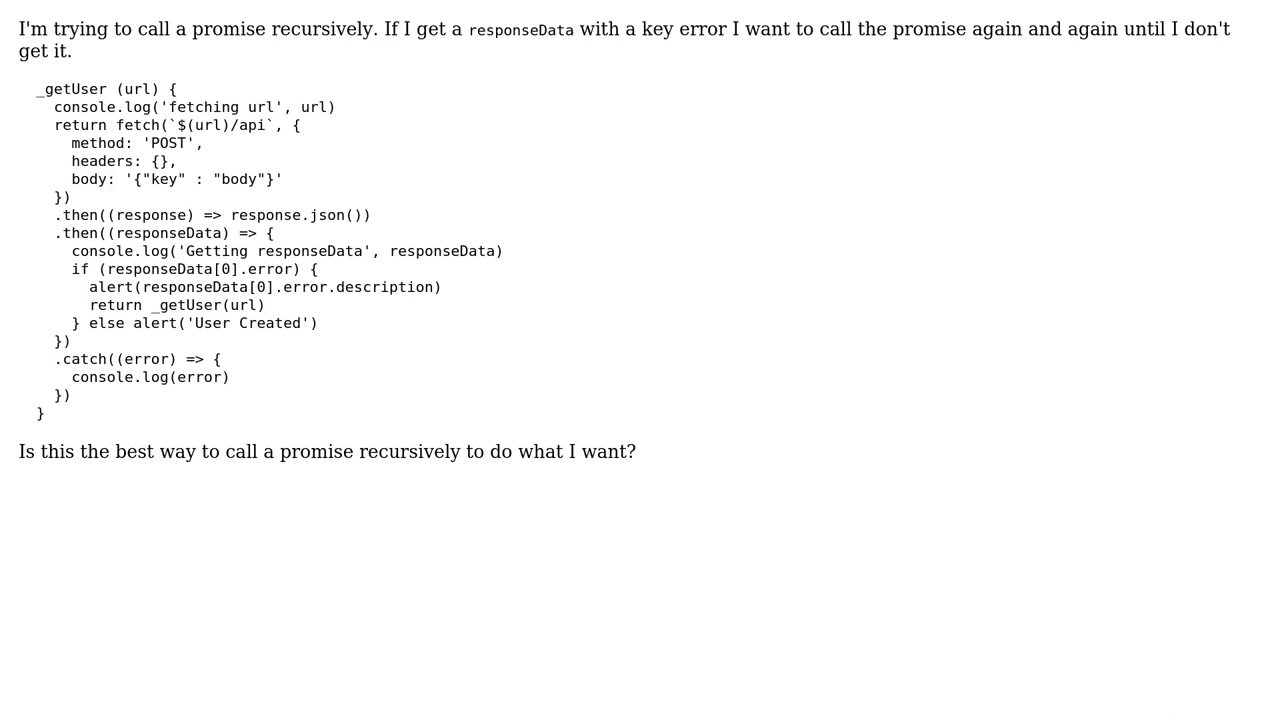 I'm trying to call a promise recursively. If I get a responseData with a key error I want to call the promise again and again until I don't
get it.
_getUser (url) {
  console.log('fetching url', url)
  return fetch(`$(url)/api`, {
    method: 'POST',
    headers: {},
    body: '{"key" : "body"}'
  })
  .then((response) => response.json())
  .then((responseData) => {
    console.log('Getting responseData', responseData)
    if (responseData[0].error) {
      alert(responseData[0].error.description)
      return _getUser(url)
    } else alert('User Created')
  })
  .catch((error) => {
    console.log(error)
  })
}
Is this the best way to call a promise recursively to do what I want?